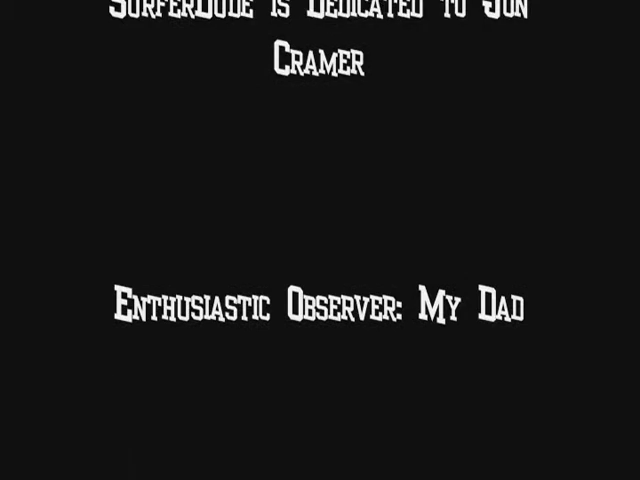 SurferDude is Dedicated to Jon
Cramer
Enthusiastic Observer: My Dad